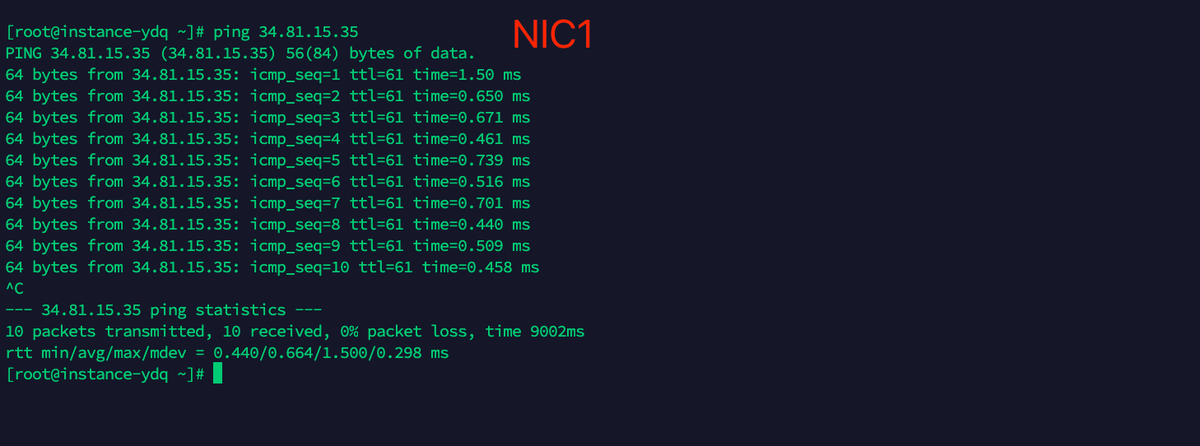 [root@instance-ydq ~]# ping 34.81.15.35
NIC1
PING 34.81.15.35 (34.81.15.35) 56(84) bytes of data.
64 bytes from 34.81.15.35: icmp_seq=1 ttl=61 time=1.50 ms
64 bytes from 34.81.15.35: icmp_seq=2 ttl=61 time=0.650 ms
64 bytes from 34.81.15.35: icmp_seq=3 ttl=61 time=0.671 ms
64 bytes from 34.81.15.35: icmp_seq=4 ttl=61 time=0.461 ms
64 bytes from 34.81.15.35: icmp_seq=5 ttl=61 time=0.739 ms
64 bytes from 34.81.15.35: icmp_seq=6 ttl=61 time=0.516 ms
64 bytes from 34.81.15.35: icmp_seq=7 ttl=61 time=0.701 ms
64 bytes from 34.81.15.35: icmp_seq=8 ttl=61 time=0.440 ms
64 bytes from 34.81.15.35: icmp_seq=9 ttl=61 time=0.509 ms
64 bytes from 34.81.15.35: icmp_seq=10 ttl=61 time=0.458 ms
^C
--- 34.81.15.35 ping statistics ---
10 packets transmitted, 10 received, 0% packet loss, time 9002ms
rtt min/avg/max/mdev = 0.440/0.664/1.500/0.298 ms
[root@instance-ydq ~]#